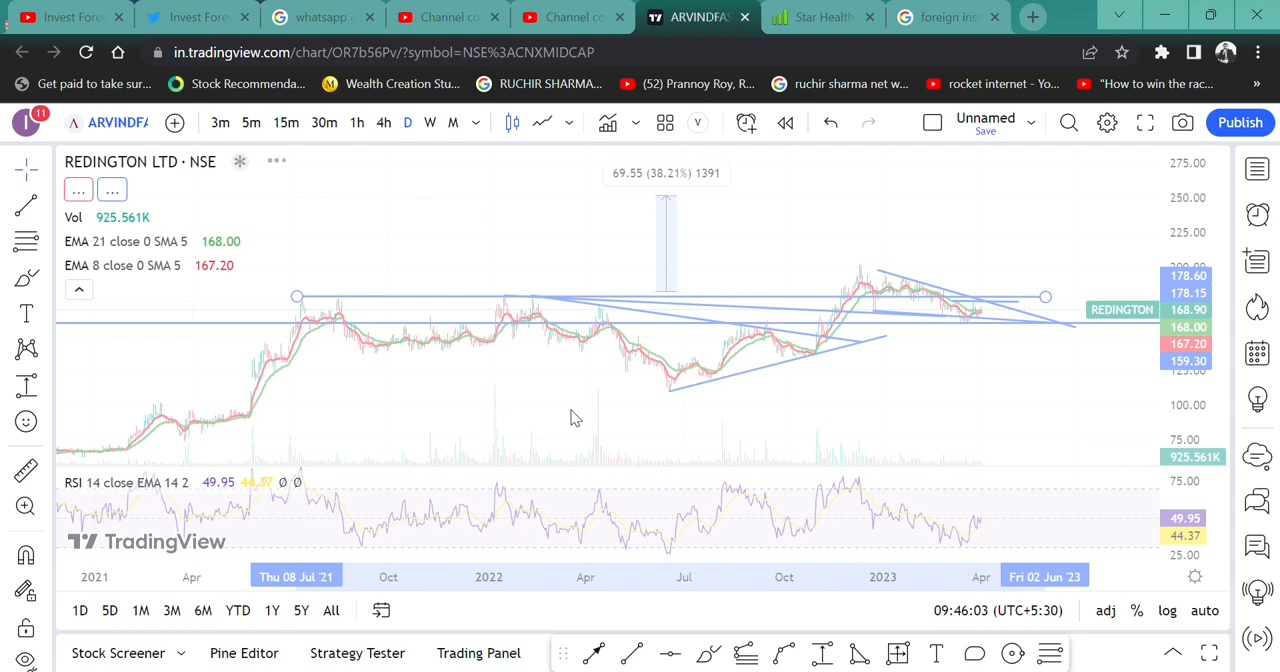 Invest Fore
Invest Fore
whatsapp g
Channel co
Channel co
ARVINDFAS
Star Health
foreign inst
in.tradingview.com/chart/OR7b56Pv/?symbol=NSE%3ACNXMIDCAP
Get paid to take sur...
Stock Recommenda...
Wealth Creation Stu...
RUCHIR SHARMA...
(52) Prannoy Roy, R...
ruchir sharma net w...
rocket internet - Yo...
"How to win the rac...
»
I 11
ARVINDFA
3m 5m 15m 30m 1h 4h D W M
V
Unnamed
Save
Publish
REDINGTON LTD · NSE
... ...
Vol 925.561K
EMA 21 close 0 SMA 5 168.00
EMA 8 close 0 SMA 5 167.20
69.55 (38.21%) 1391
275.00
250.00
225.00
200.00
178.60
178.15
REDINGTON 168.90
168.00
167.20
159.30
125.00
100.00
75.00
925.561K
RSI 14 close EMA 14 2 49.95 44.37 Ø Ø
75.00
49.95
44.37
25.00
TradingView
2021 Apr Thu 08 Jul '21 Oct 2022 Apr Jul Oct 2023 Apr Fri 02 Jun '23
1D 5D 1M 3M 6M YTD 1Y 5Y All
09:46:03 (UTC+5:30)
adj % log auto
Stock Screener Pine Editor Strategy Tester Trading Panel